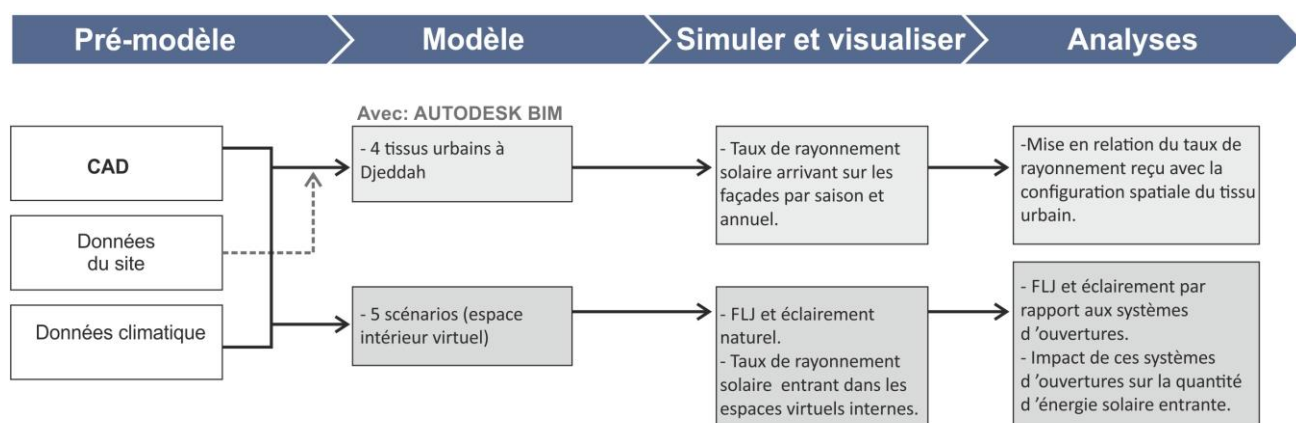 Pré-modèle
Modèle
Simuler et visualiser
Analyses
Avec: AUTODESK BIM
CAD
Données
du site
Données climatique
- 4 tissus urbains à
Djeddah
- 5 scénarios (espace
intérieur virtuel)
- Taux de rayonnement
solaire arrivant sur les
façades par saison et
annuel.
- FLJ et éclairement
naturel.
- Taux de rayonnement
solaire entrant dans les
espaces virtuels internes.
-Mise en relation du taux de
rayonnement reçu avec la
configuration spatiale du tissu
urbain.
- FLJ et éclairement par
rapport aux systèmes
d 'ouvertures.
- Impact de ces systèmes
d 'ouvertures sur la quantité
d 'énergie solaire entrante.